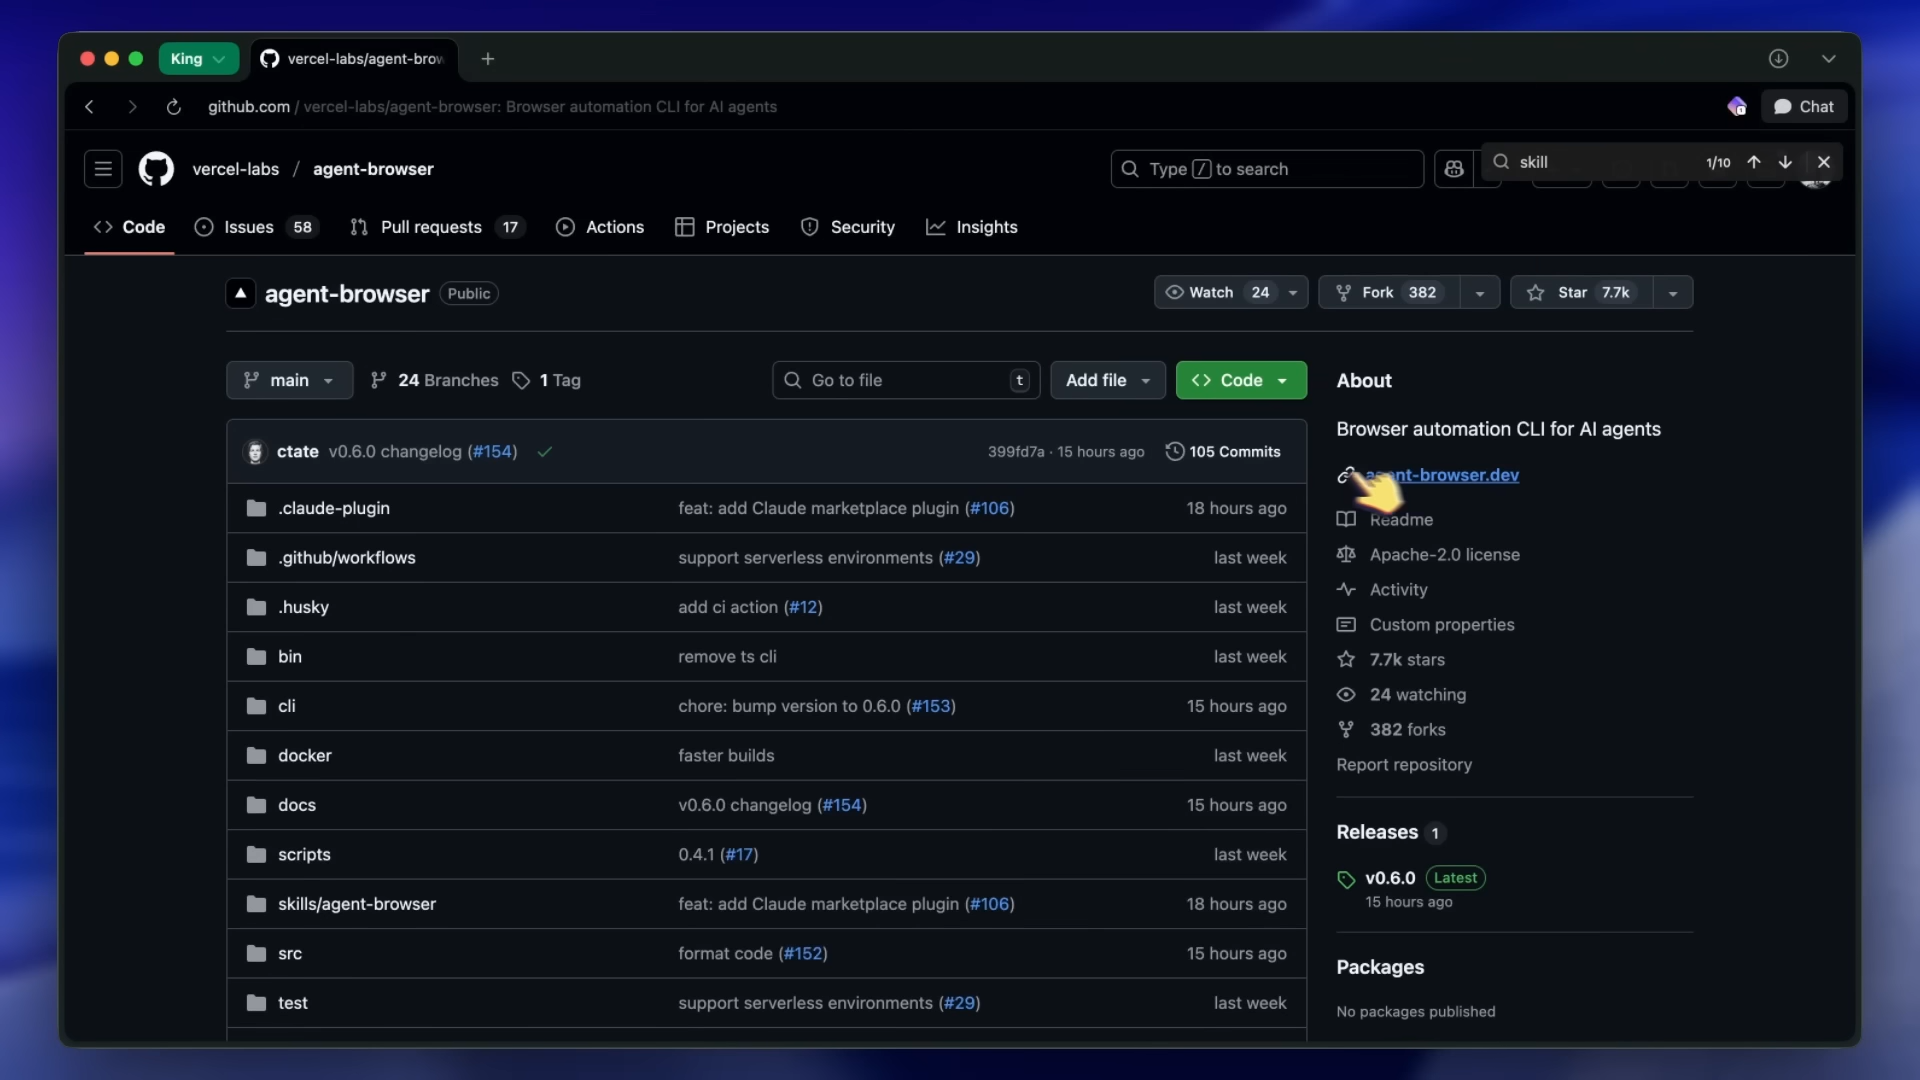 King
vercel-labs/agent-brow
github.com / vercel-labs/agent-browser: Browser automation CLI for AI agents
Chat
vercel-labs / agent-browser
Type / to search
skill
1/10
Code
Issues 58
Pull requests 17
Actions
Projects
Security
Insights
agent-browser Public
Watch 24
Fork 382
Star 7.7k
main
24 Branches
1 Tag
Go to file t
Add file
Code
ctate v0.6.0 changelog (#154)
399fd7a · 15 hours ago
105 Commits
.claude-plugin feat: add Claude marketplace plugin (#106) 18 hours ago
.github/workflows support serverless environments (#29) last week
.husky add ci action (#12) last week
bin remove ts cli last week
cli chore: bump version to 0.6.0 (#153) 15 hours ago
docker faster builds last week
docs v0.6.0 changelog (#154) 15 hours ago
scripts 0.4.1 (#17) last week
skills/agent-browser feat: add Claude marketplace plugin (#106) 18 hours ago
src format code (#152) 15 hours ago
test support serverless environments (#29) last week
About
Browser automation CLI for AI agents
agent-browser.dev
Readme
Apache-2.0 license
Activity
Custom properties
7.7k stars
24 watching
382 forks
Report repository
Releases 1
v0.6.0 Latest
15 hours ago
Packages
No packages published